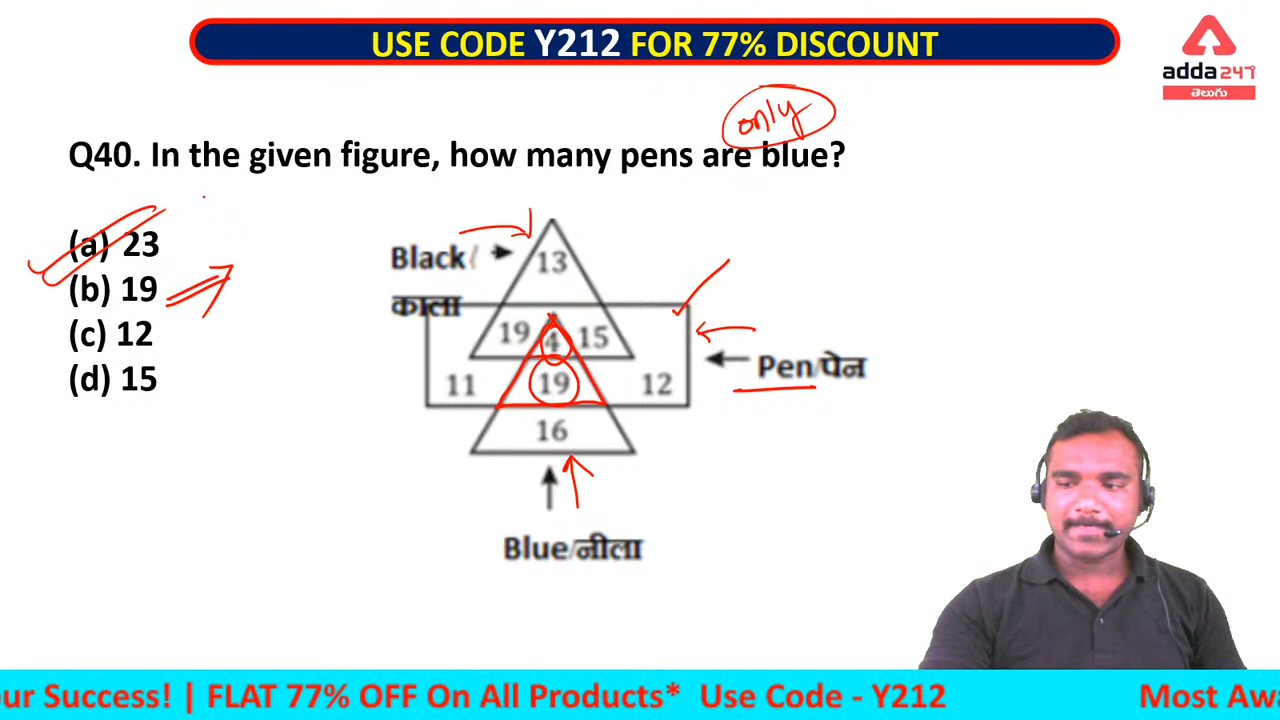 USE CODE Y212 FOR 77% DISCOUNT
adda247
తెలుగు
only
Q40. In the given figure, how many pens are blue?
(a) 23
(b) 19
(c) 12
(d) 15
Black/
काला
13
19 4 15
11 19 12
16
Pen/पेन
Blue/नीला
our Success! | FLAT 77% OFF On All Products* Use Code - Y212 Most Awa